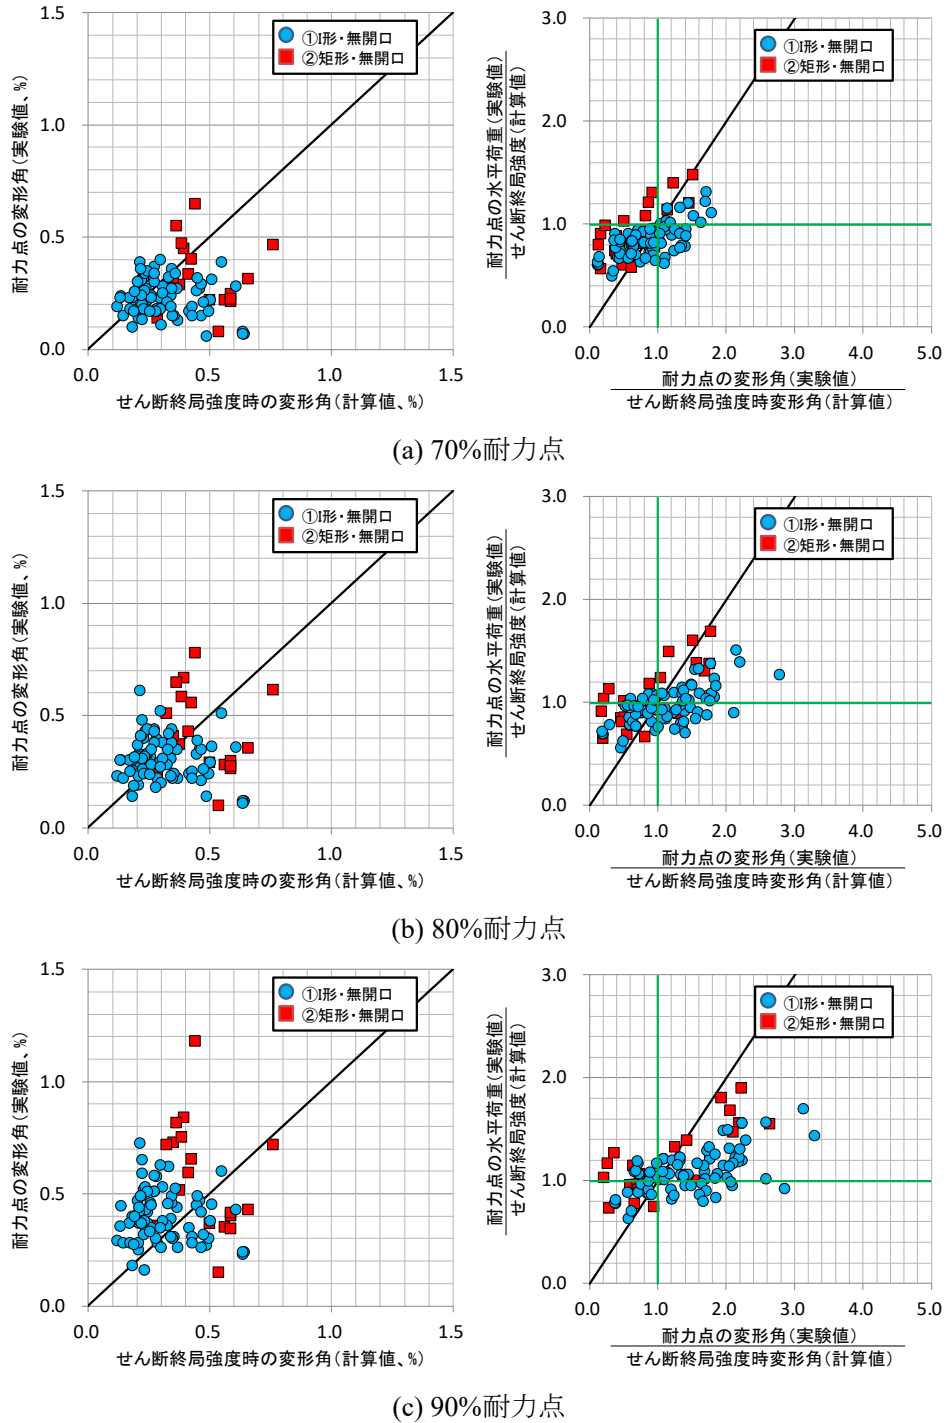 耐力点の変形角(実験値、%)
1.5
1.0
0.5
0.0
①I形・無開口
②矩形・無開口
0.0 0.5 1.0 1.5
せん断終局強度時の変形角(計算値、%)
耐力点の水平荷重(実験値)
せん断終局強度(計算値)
3.0
2.0
1.0
0.0
①I形・無開口
②矩形・無開口
0.0 1.0 2.0 3.0 4.0 5.0
耐力点の変形角(実験値)
せん断終局強度時変形角(計算値)
(a) 70%耐力点
耐力点の変形角(実験値、%)
1.5
1.0
0.5
0.0
①I形・無開口
②矩形・無開口
0.0 0.5 1.0 1.5
せん断終局強度時の変形角(計算値、%)
耐力点の水平荷重(実験値)
せん断終局強度(計算値)
3.0
2.0
1.0
0.0
①I形・無開口
②矩形・無開口
0.0 1.0 2.0 3.0 4.0 5.0
耐力点の変形角(実験値)
せん断終局強度時変形角(計算値)
(b) 80%耐力点
耐力点の変形角(実験値、%)
1.5
1.0
0.5
0.0
①I形・無開口
②矩形・無開口
0.0 0.5 1.0 1.5
せん断終局強度時の変形角(計算値、%)
耐力点の水平荷重(実験値)
せん断終局強度(計算値)
3.0
2.0
1.0
0.0
①I形・無開口
②矩形・無開口
0.0 1.0 2.0 3.0 4.0 5.0
耐力点の変形角(実験値)
せん断終局強度時変形角(計算値)
(c) 90%耐力点